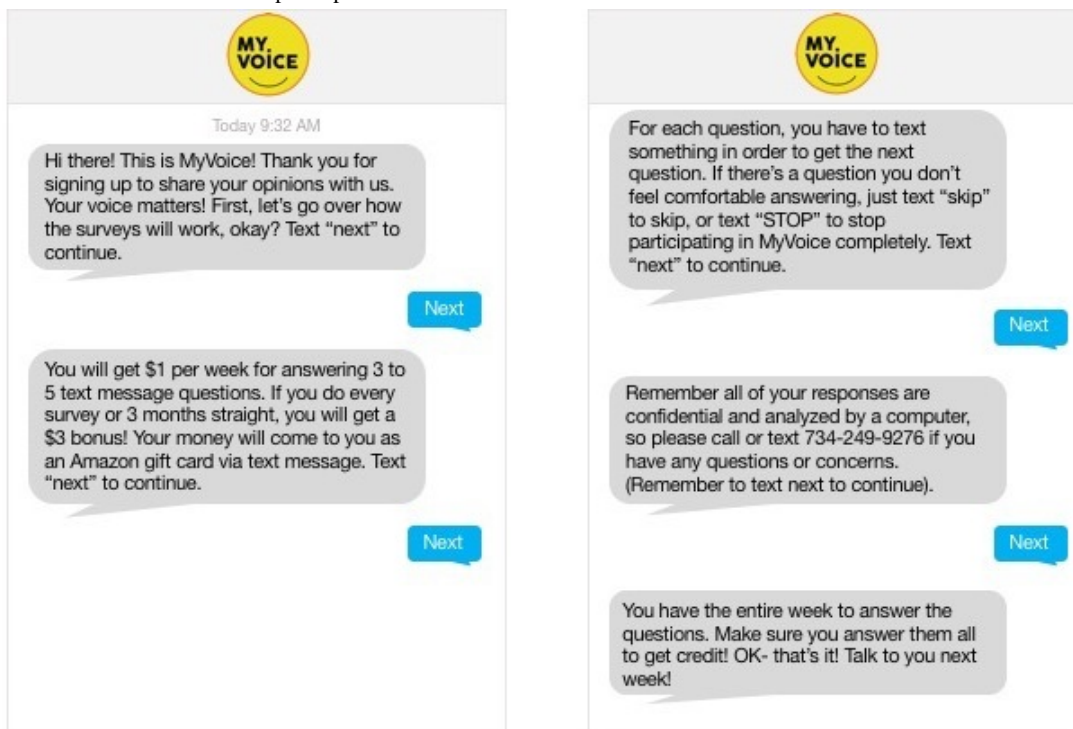 MY
VOICE
Today 9:32 AM
Hi there! This is MyVoice! Thank you for
signing up to share your opinions with us.
Your voice matters! First, let's go over how
the surveys will work, okay? Text “next” to
continue.
Next
You will get $1 per week for answering 3 to
5 text message questions. If you do every
survey or 3 months straight, you will get a
$3 bonus! Your money will come to you as
an Amazon gift card via text message. Text
“next” to continue.
Next
MY
VOICE
For each question, you have to text
something in order to get the next
question. If there's a question you don't
feel comfortable answering, just text “skip”
to skip, or text “STOP” to stop
participating in MyVoice completely. Text
“next” to continue.
Next
Remember all of your responses are
confidential and analyzed by a computer,
so please call or text 734-249-9276 if you
have any questions or concerns.
(Remember to text next to continue).
Next
You have the entire week to answer the
questions. Make sure you answer them all
to get credit! OK- that's it! Talk to you next
week!